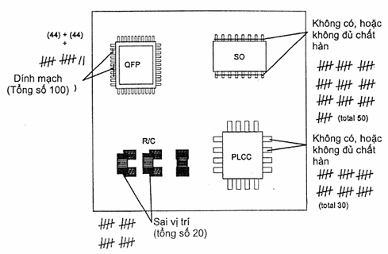 (44) + (44)
+
Dính mạch
(Tổng số 100)
)
QFP
SO
Không có, hoặc
không đủ chất
hàn
(total 50)
R/C
PLCC
Không có, hoặc
không đủ chất
hàn
(total 30)
Sai vị trí
(tổng số 20)